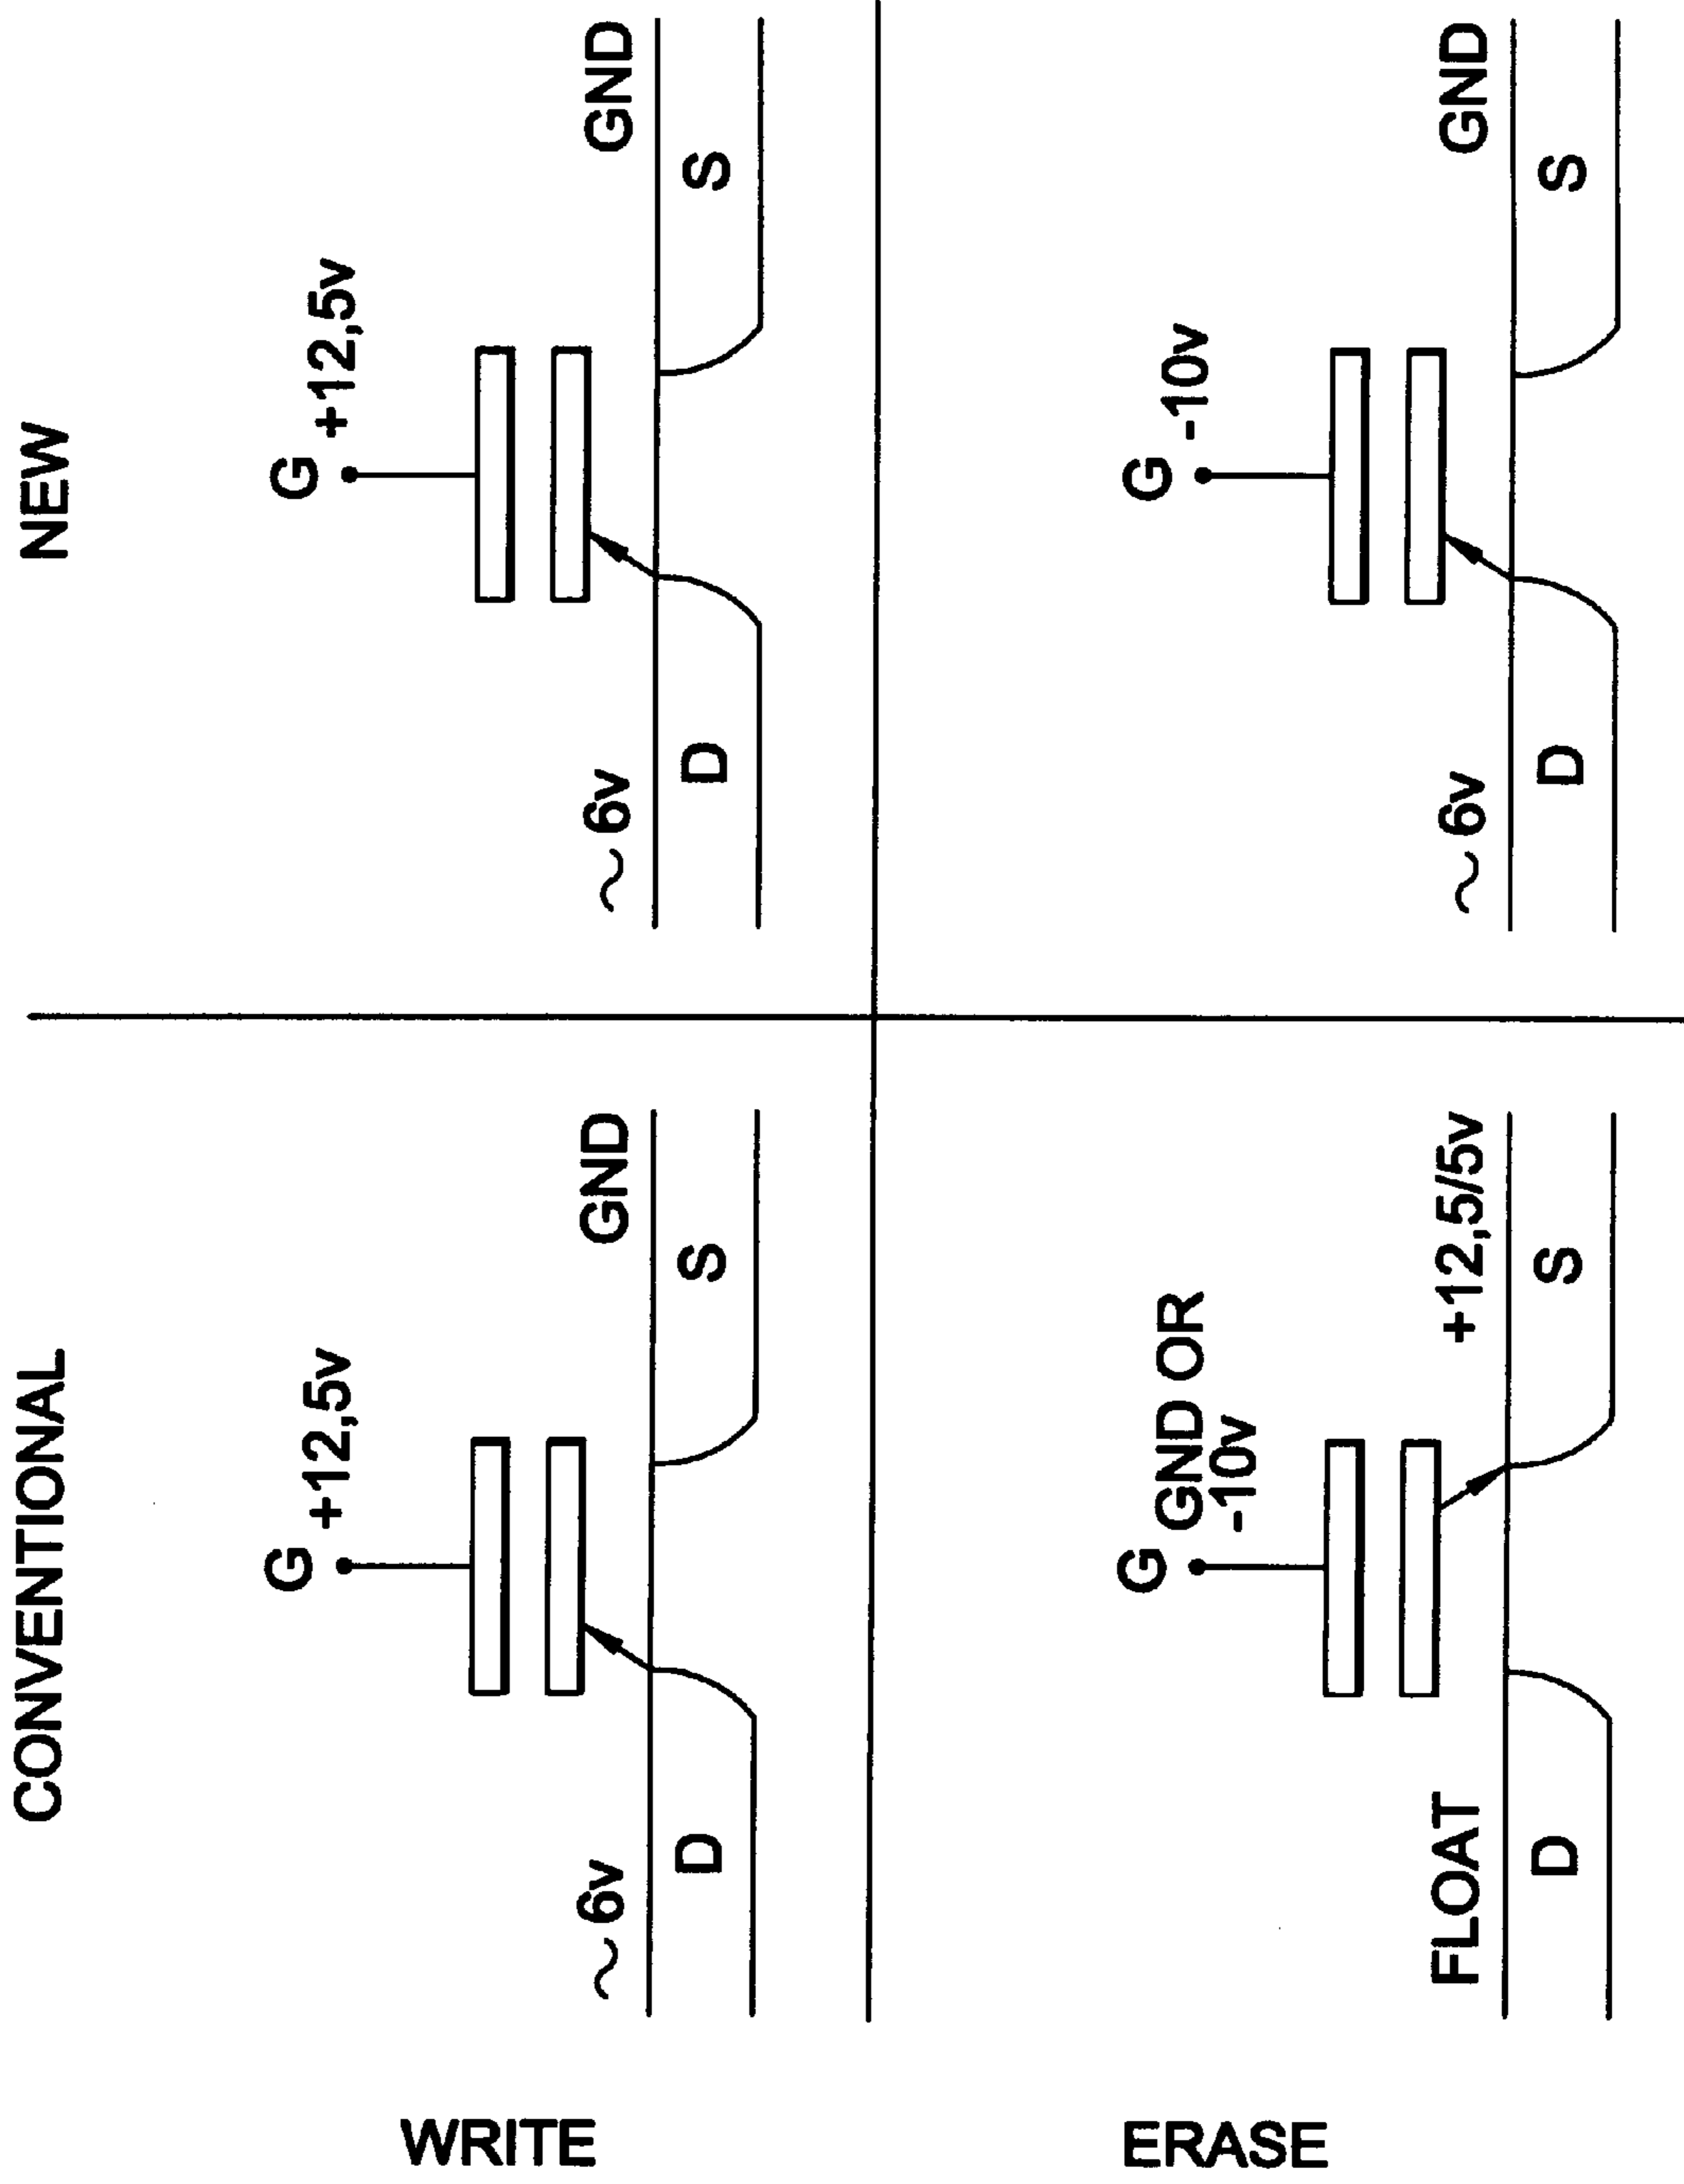 CONVENTIONAL
NEW
WRITE
G +12,5v
~6v
GND
D
S
G +12,5v
~6v
GND
D
S
ERASE
G GND OR
-10v
FLOAT
+12,5/5v
D
S
G -10v
~6v
GND
D
S